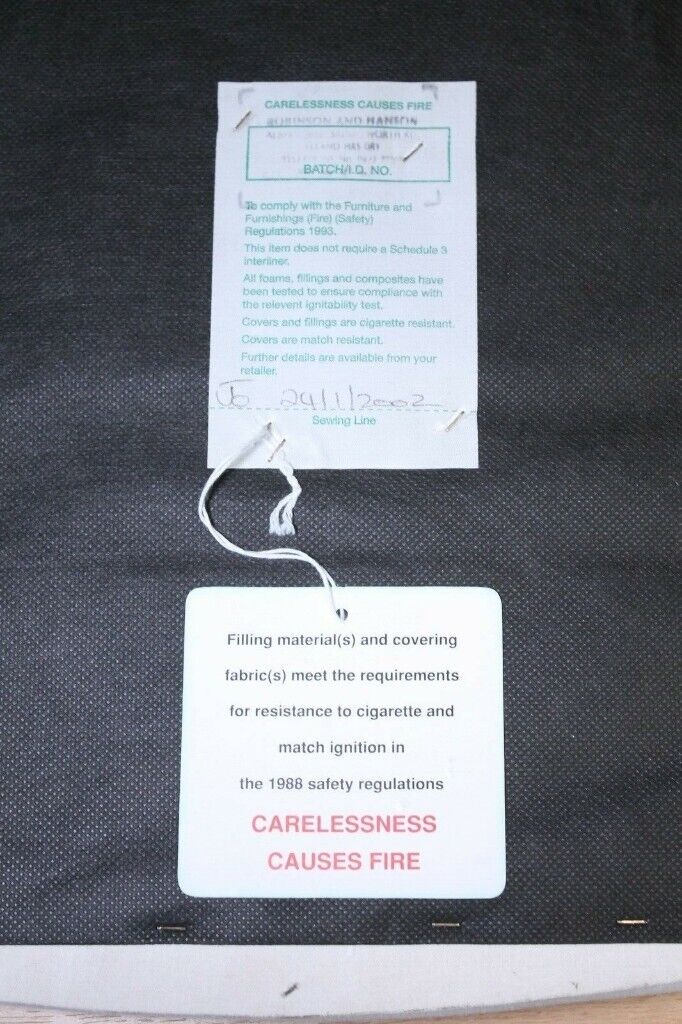 CARELESSNESS CAUSES FIRE
ROBINSON AND HANSON
BATCH/I.D. NO.
To comply with the Furniture and
Furnishings (Fire) (Safety)
Regulations 1993.
This item does not require a Schedule 3
interliner.
All foams, fillings and composites have
been tested to ensure compliance with
the relevent ignitability test.
Covers and fillings are cigarette resistant.
Covers are match resistant.
Further details are available from your
retailer.
24/1/2002
Sewing Line
Filling material(s) and covering
fabric(s) meet the requirements
for resistance to cigarette and
match ignition in
the 1988 safety regulations
CARELESSNESS
CAUSES FIRE